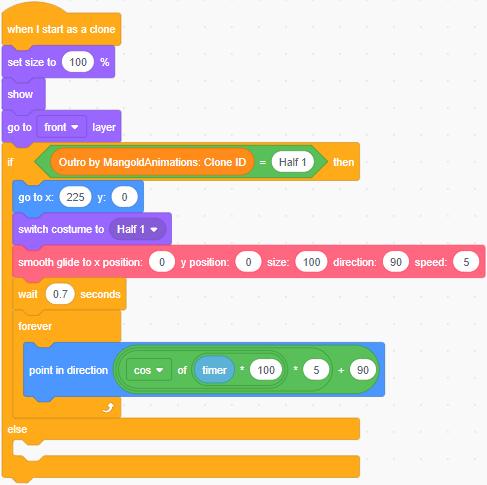 when I start as a clone
set size to 100 %
show
go to front layer
if Outro by MangoldAnimations: Clone ID = Half 1 then
go to x: 225 y: 0
switch costume to Half 1
smooth glide to x position: 0 y position: 0 size: 100 direction: 90 speed: 5
wait 0.7 seconds
forever
point in direction cos of timer * 100 * 5 + 90
else